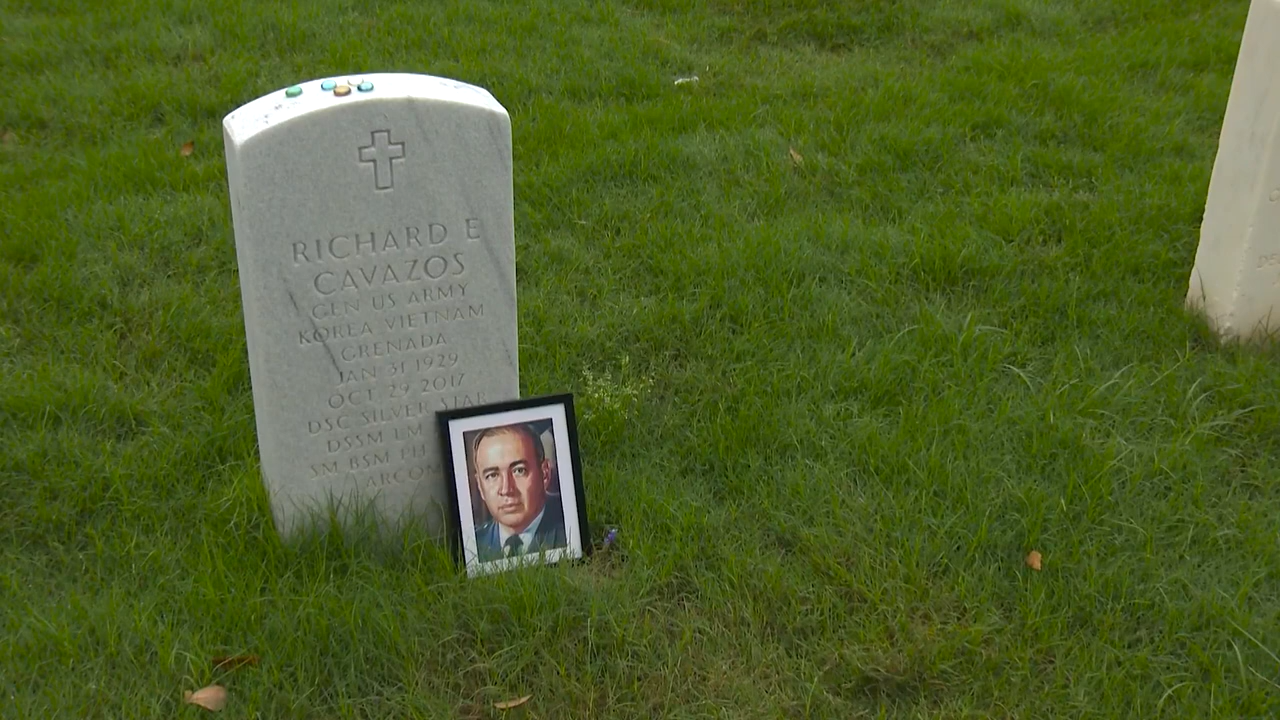 RICHARD E
CAVAZOS
GEN US ARMY
KOREA VIETNAM
GRENADA
JAN 31 1929
OCT 29 2017
DSC SILVER STAR
DSSM LM
SM BSM PH
ARCOM